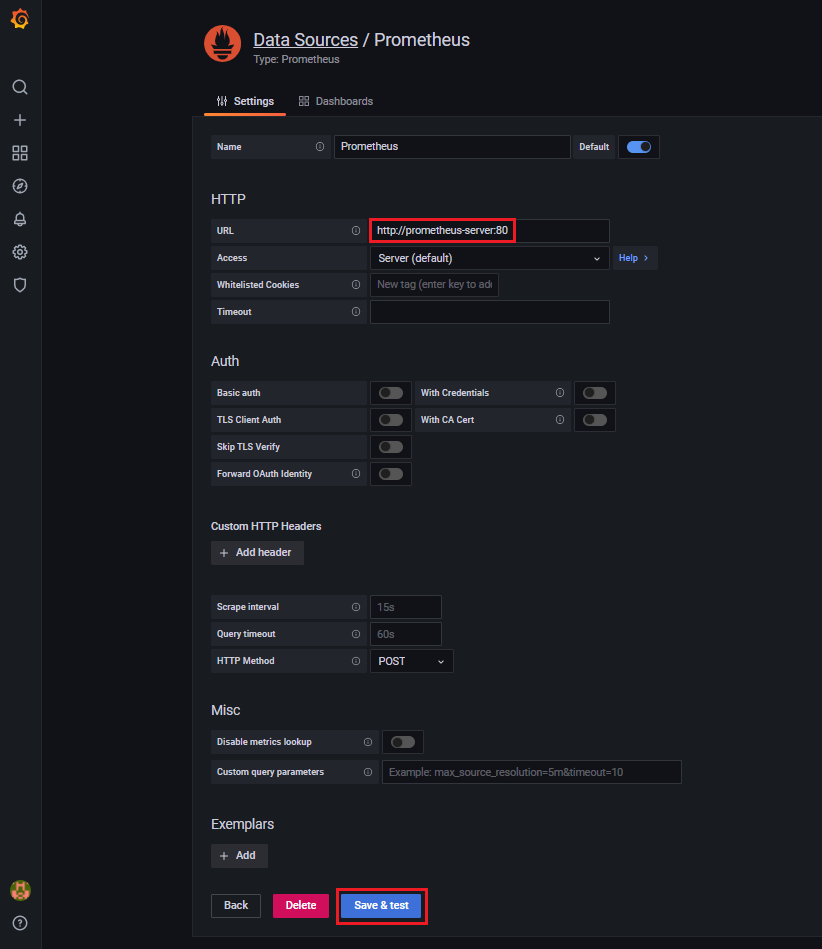 Data Sources / Prometheus
Type: Prometheus
Settings Dashboards
Name Prometheus Default
HTTP
URL http://prometheus-server:80
Access Server (default) Help >
Whitelisted Cookies New tag (enter key to add
Timeout
Auth
Basic auth With Credentials
TLS Client Auth With CA Cert
Skip TLS Verify
Forward OAuth Identity
Custom HTTP Headers
+ Add header
Scrape interval 15s
Query timeout 60s
HTTP Method POST
Misc
Disable metrics lookup
Custom query parameters Example: max_source_resolution=5m&timeout=10
Exemplars
+ Add
Back Delete Save & test